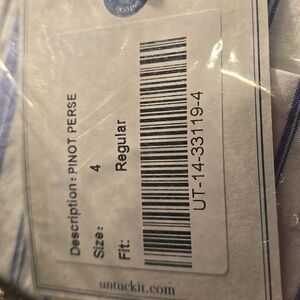 Description: PINOT PERSE
Size: 4
Fit: Regular
UT-14-33119-4
untuckit.com